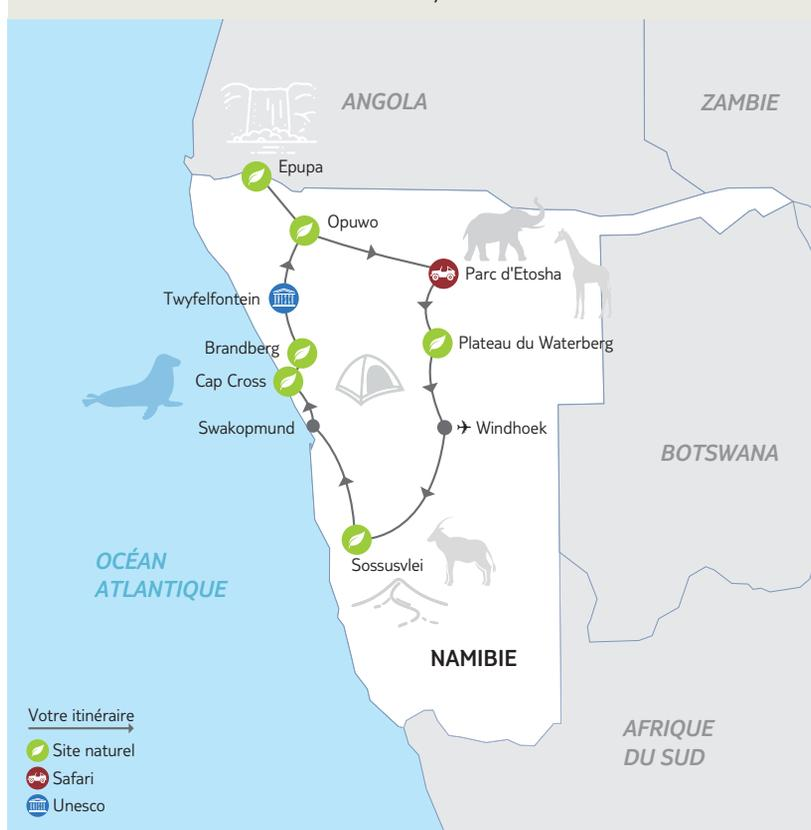 ANGOLA
ZAMBIE
Epupa
Opuwo
Parc d'Etosha
Twyfelfontein
Brandberg
Plateau du Waterberg
Cap Cross
Swakopmund
Windhoek
BOTSWANA
OCÉAN
ATLANTIQUE
Sossusvlei
NAMIBIE
Votre itinéraire
Site naturel
Safari
Unesco
AFRIQUE
DU SUD